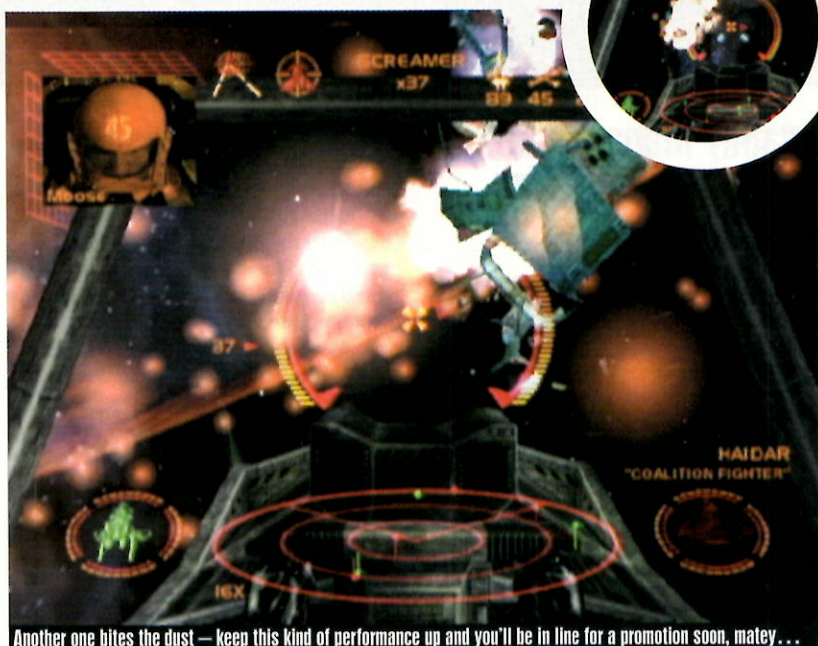 SCREAMER
x37
89 45
45
Moose
37
HAIDAR
"COALITION FIGHTER"
16X
Another one bites the dust — keep this kind of performance up and you'll be in line for a promotion soon, matey...